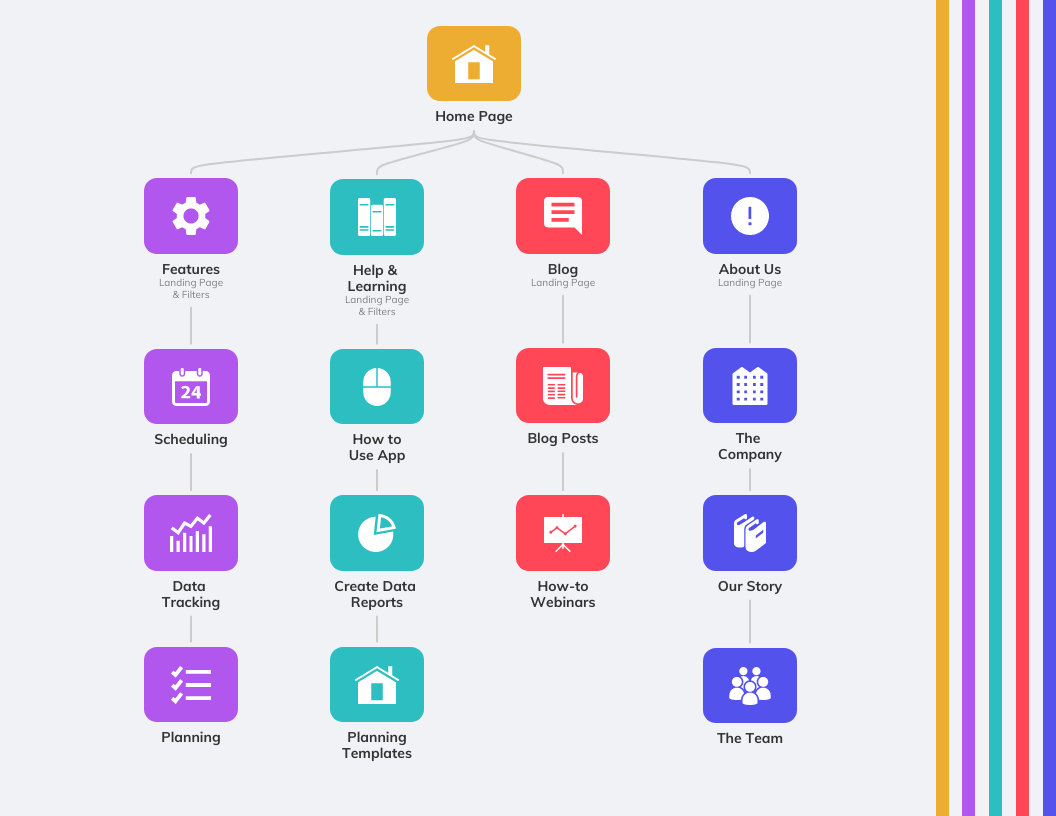 Home Page
Features
Landing Page
& Filters
Help &
Learning
Landing Page
& Filters
Blog
Landing Page
About Us
Landing Page
24
Scheduling
How to
Use App
Blog Posts
The
Company
Data
Tracking
Create Data
Reports
How-to
Webinars
Our Story
Planning
Planning
Templates
The Team